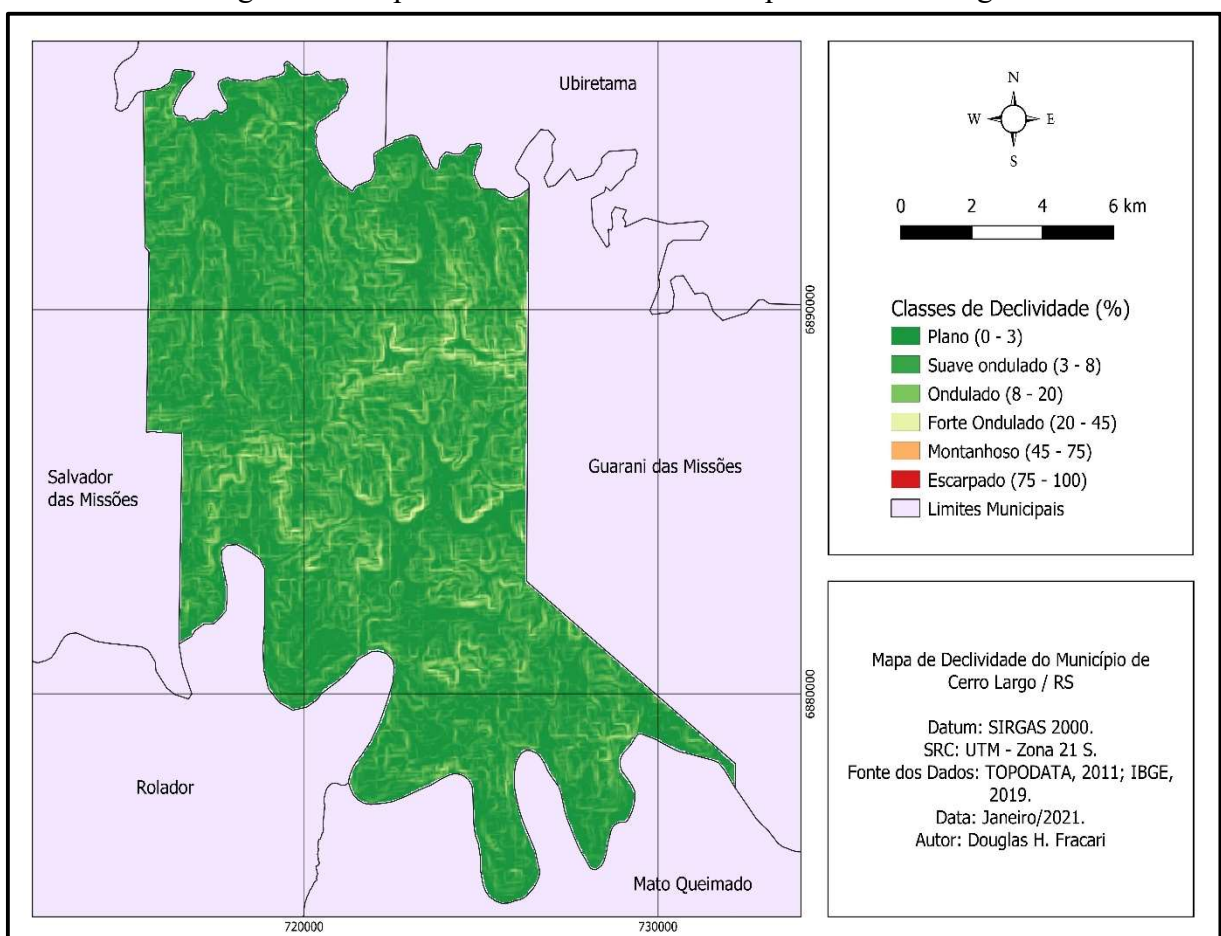 Ubiretama
Salvador
das Missões
Guarani das Missões
Rolador
Mato Queimado
6890000
6880000
720000
730000
N
W
E
S
0 2 4 6 km
Classes de Declividade (%)
Plano (0 - 3)
Suave ondulado (3 - 8)
Ondulado (8 - 20)
Forte Ondulado (20 - 45)
Montanhoso (45 - 75)
Escarpado (75 - 100)
Limites Municipais
Mapa de Declividade do Município de
Cerro Largo / RS
Datum: SIRGAS 2000.
SRC: UTM - Zona 21 S.
Fonte dos Dados: TOPODATA, 2011; IBGE,
2019.
Data: Janeiro/2021.
Autor: Douglas H. Fracari